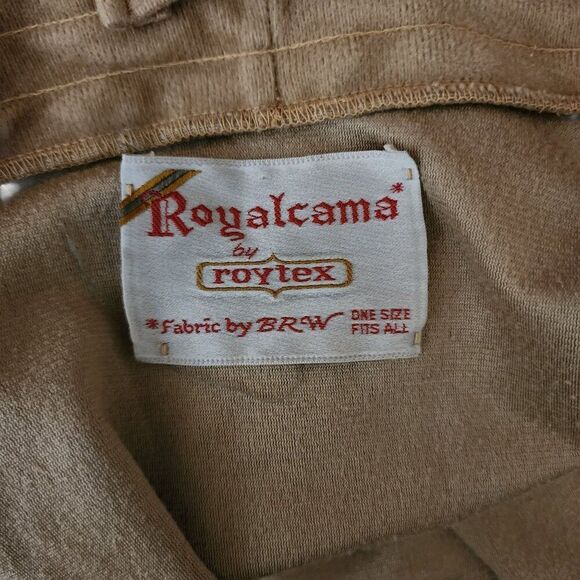 Royalcama*
by
roytex
*Fabric by BRW ONE SIZE
FITS ALL